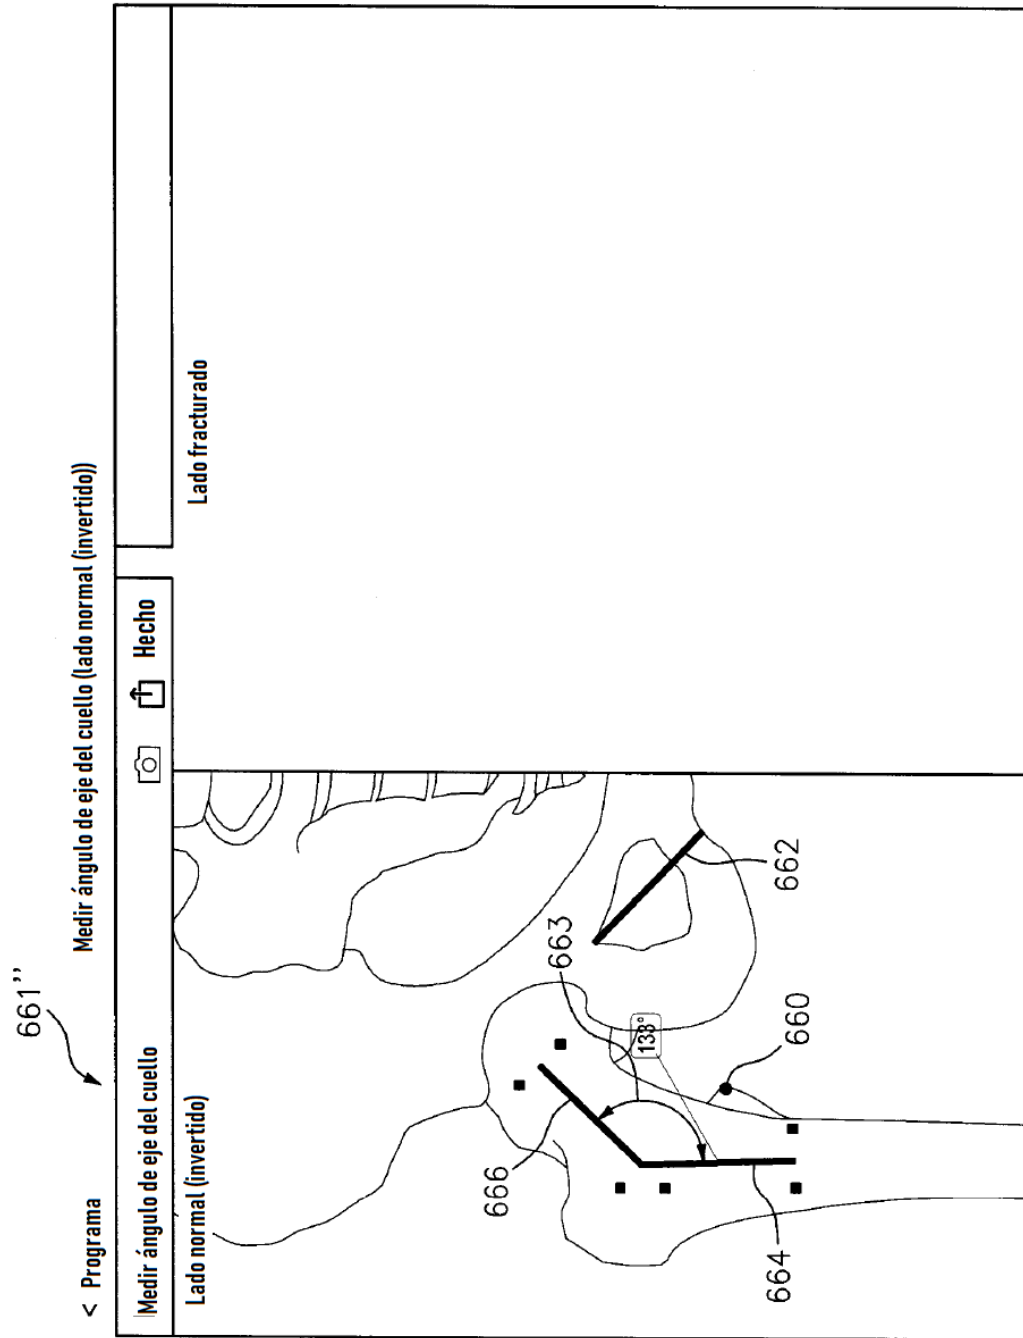 661''
< Programa
Medir ángulo de eje del cuello (lado normal (invertido))
Medir ángulo de eje del cuello
Hecho
Lado normal (invertido)
Lado fracturado
666
663
133°
662
660
664